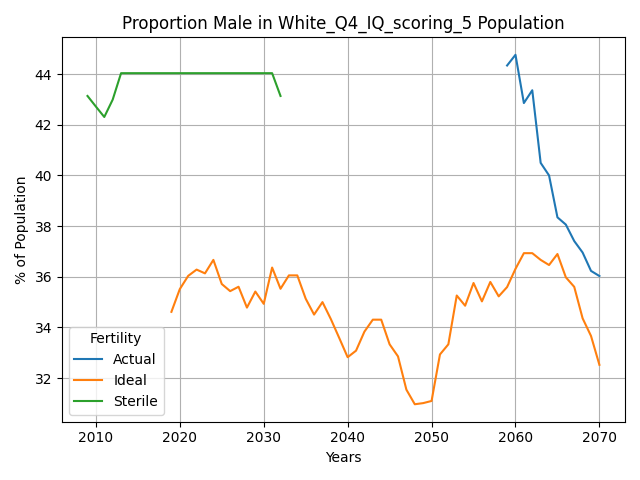 Proportion Male in White_Q4_IQ_scoring_5 Population
% of Population
44
42
40
38
36
34
32
Fertility
Actual
Ideal
Sterile
2010 2020 2030 2040 2050 2060 2070
Years